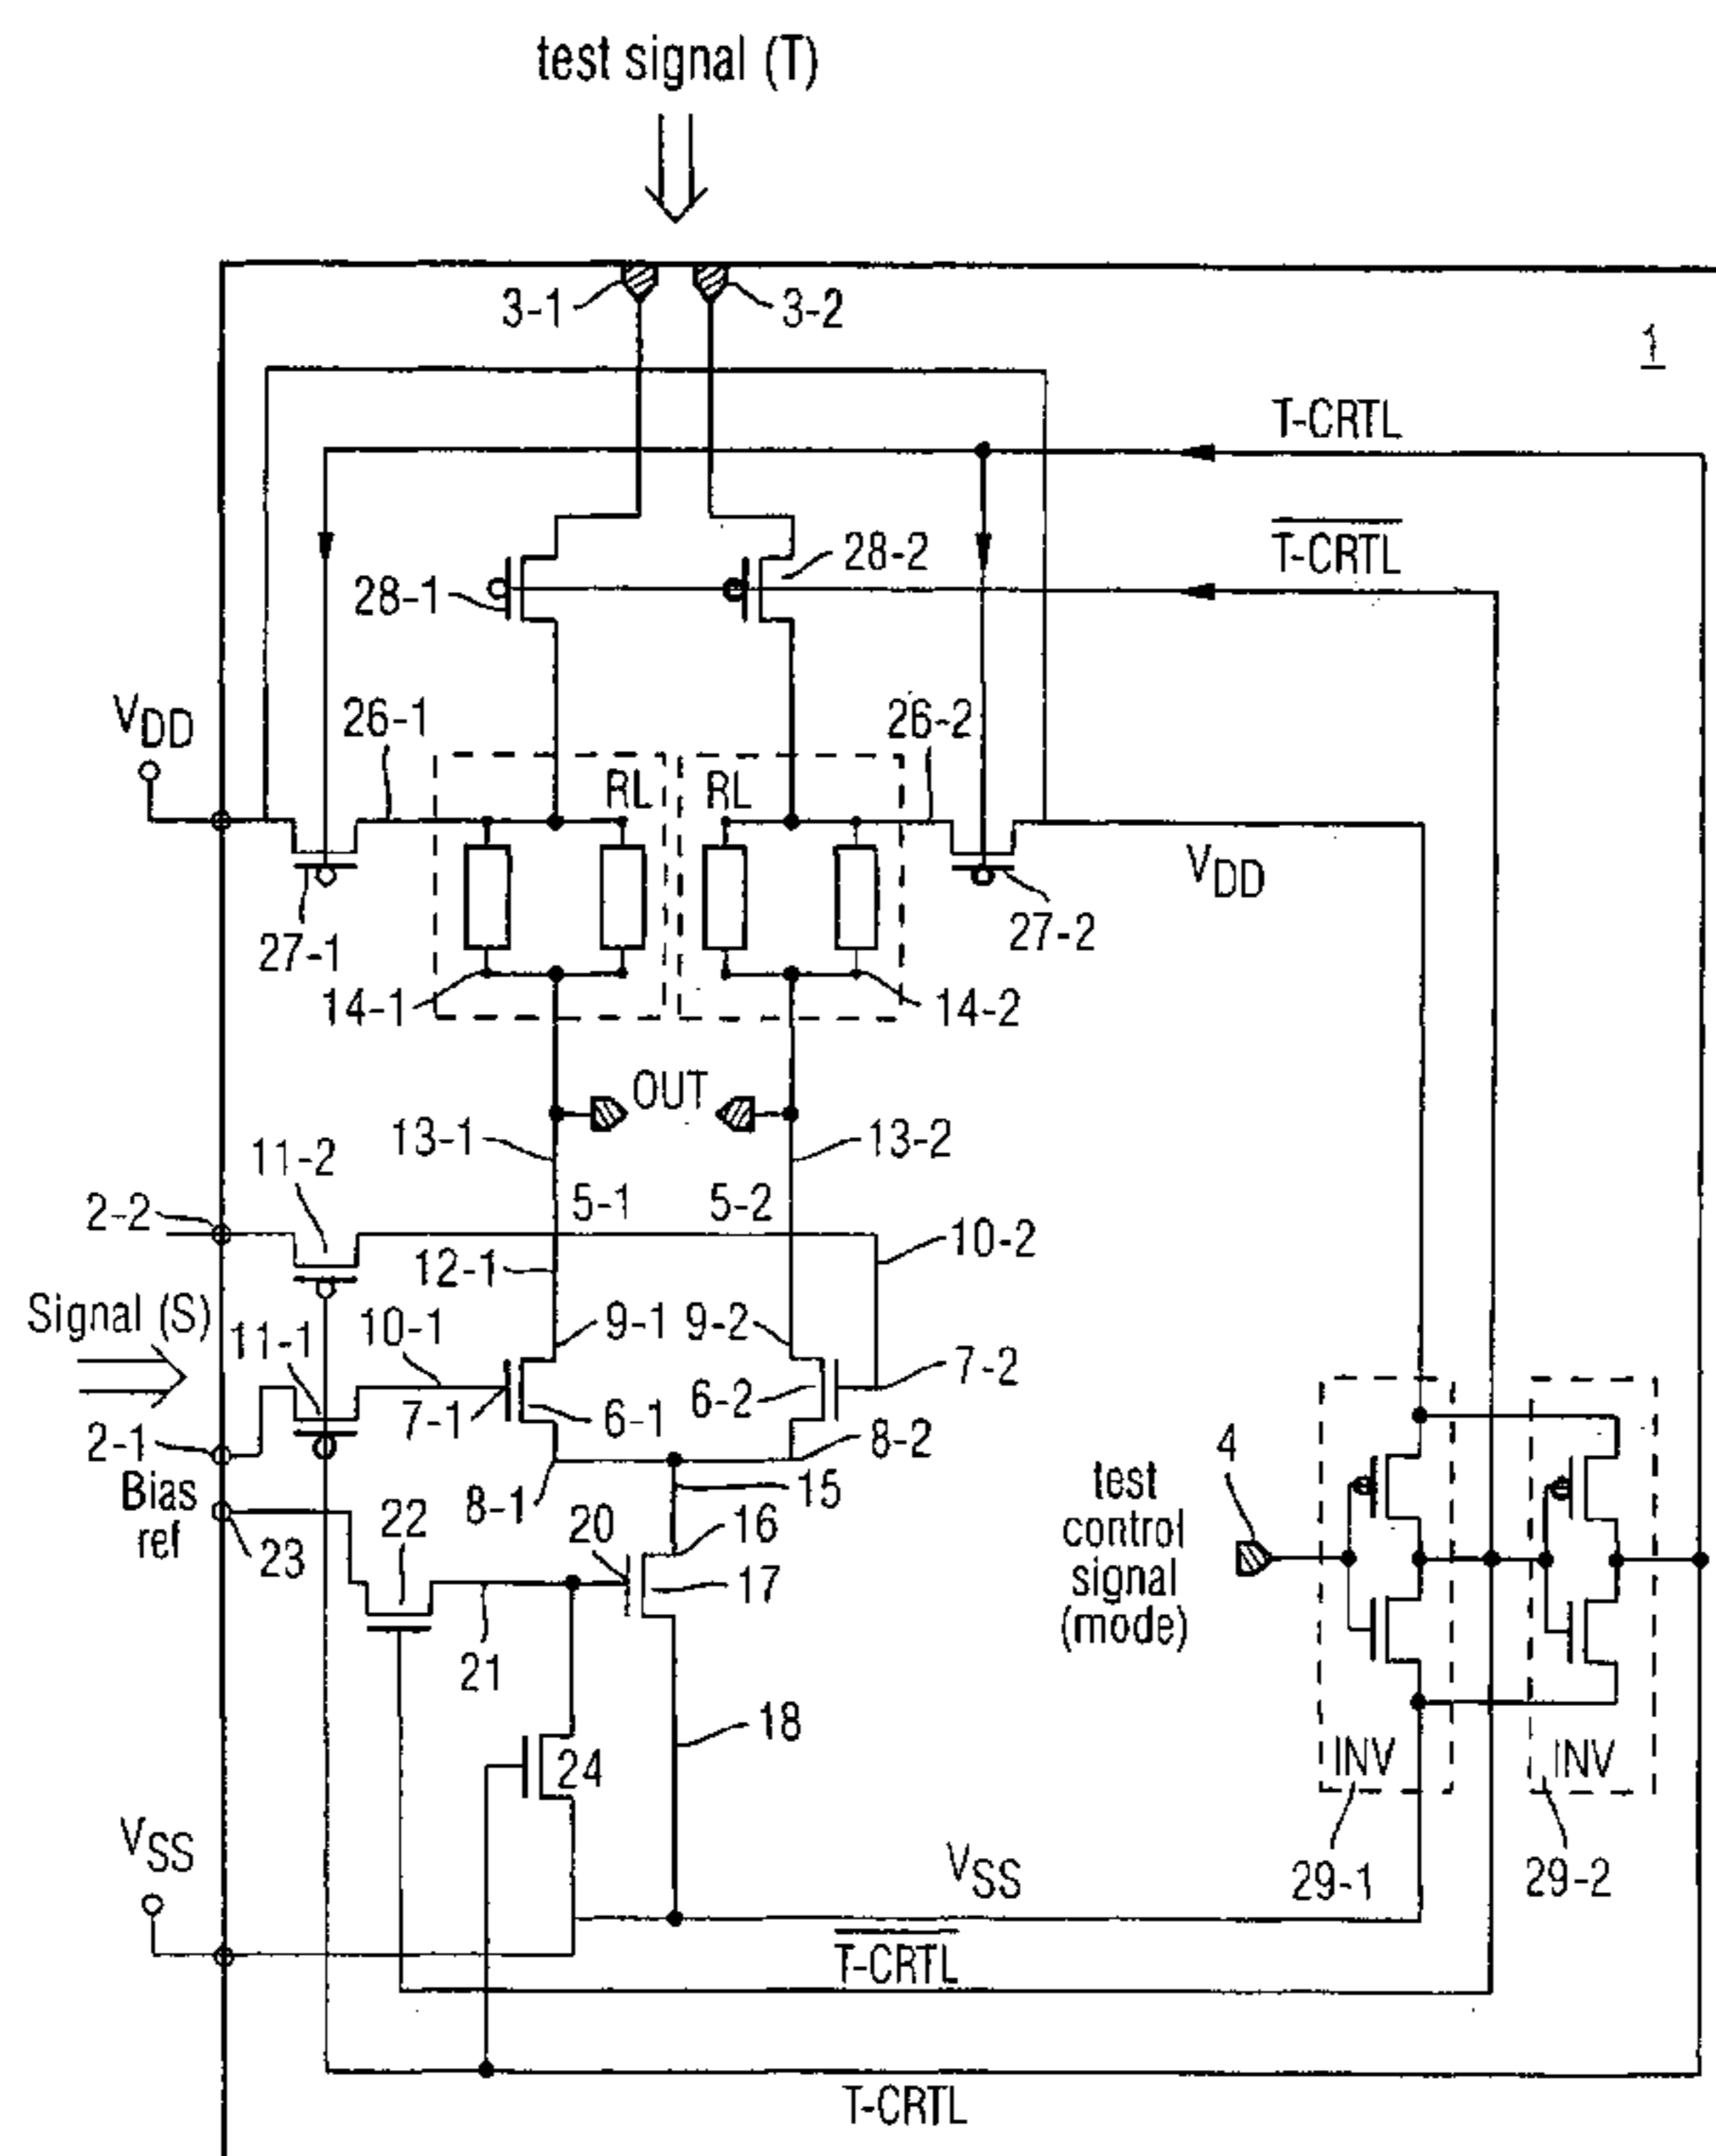 test signal (T)
3-1
3-2
1
T-CRTL
T-CRTL
28-1
28-2
VDD
26-1
26-2
RL
RL
VDD
27-1
27-2
14-1
14-2
OUT
13-1
13-2
11-2
2-2
5-1
5-2
12-1
10-2
Signal (S)
11-1
10-1
9-1
9-2
7-1
6-1
6-2
7-2
2-1
8-1
8-2
Bias
ref
15
16
17
20
22
23
21
4
test
control
signal
(mode)
24
18
INV
INV
29-1
29-2
VSS
VSS
T-CRTL
T-CRTL